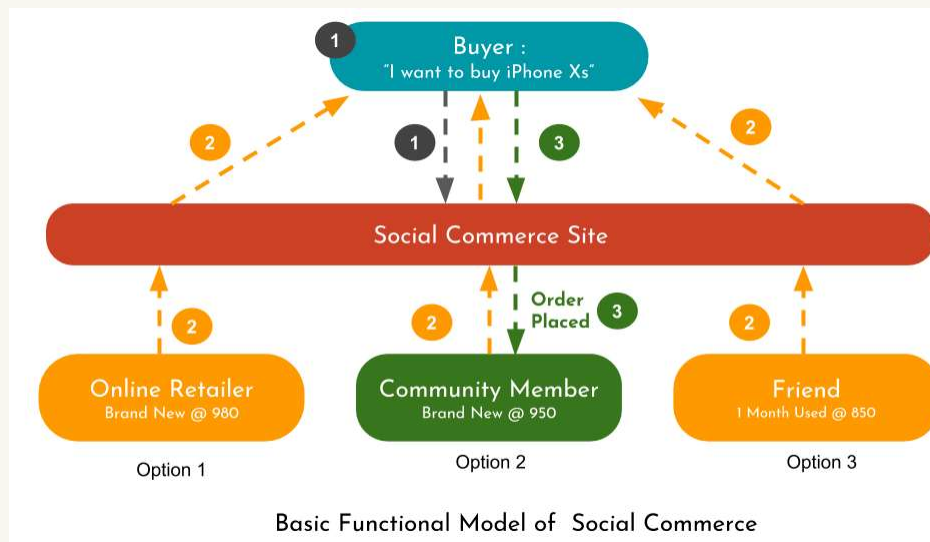 1
Buyer :
"I want to buy iPhone Xs"
2
1
3
2
Social Commerce Site
2
2
Order
Placed
3
2
Online Retailer
Brand New @ 980
Community Member
Brand New @ 950
Friend
1 Month Used @ 850
Option 1
Option 2
Option 3
Basic Functional Model of Social Commerce